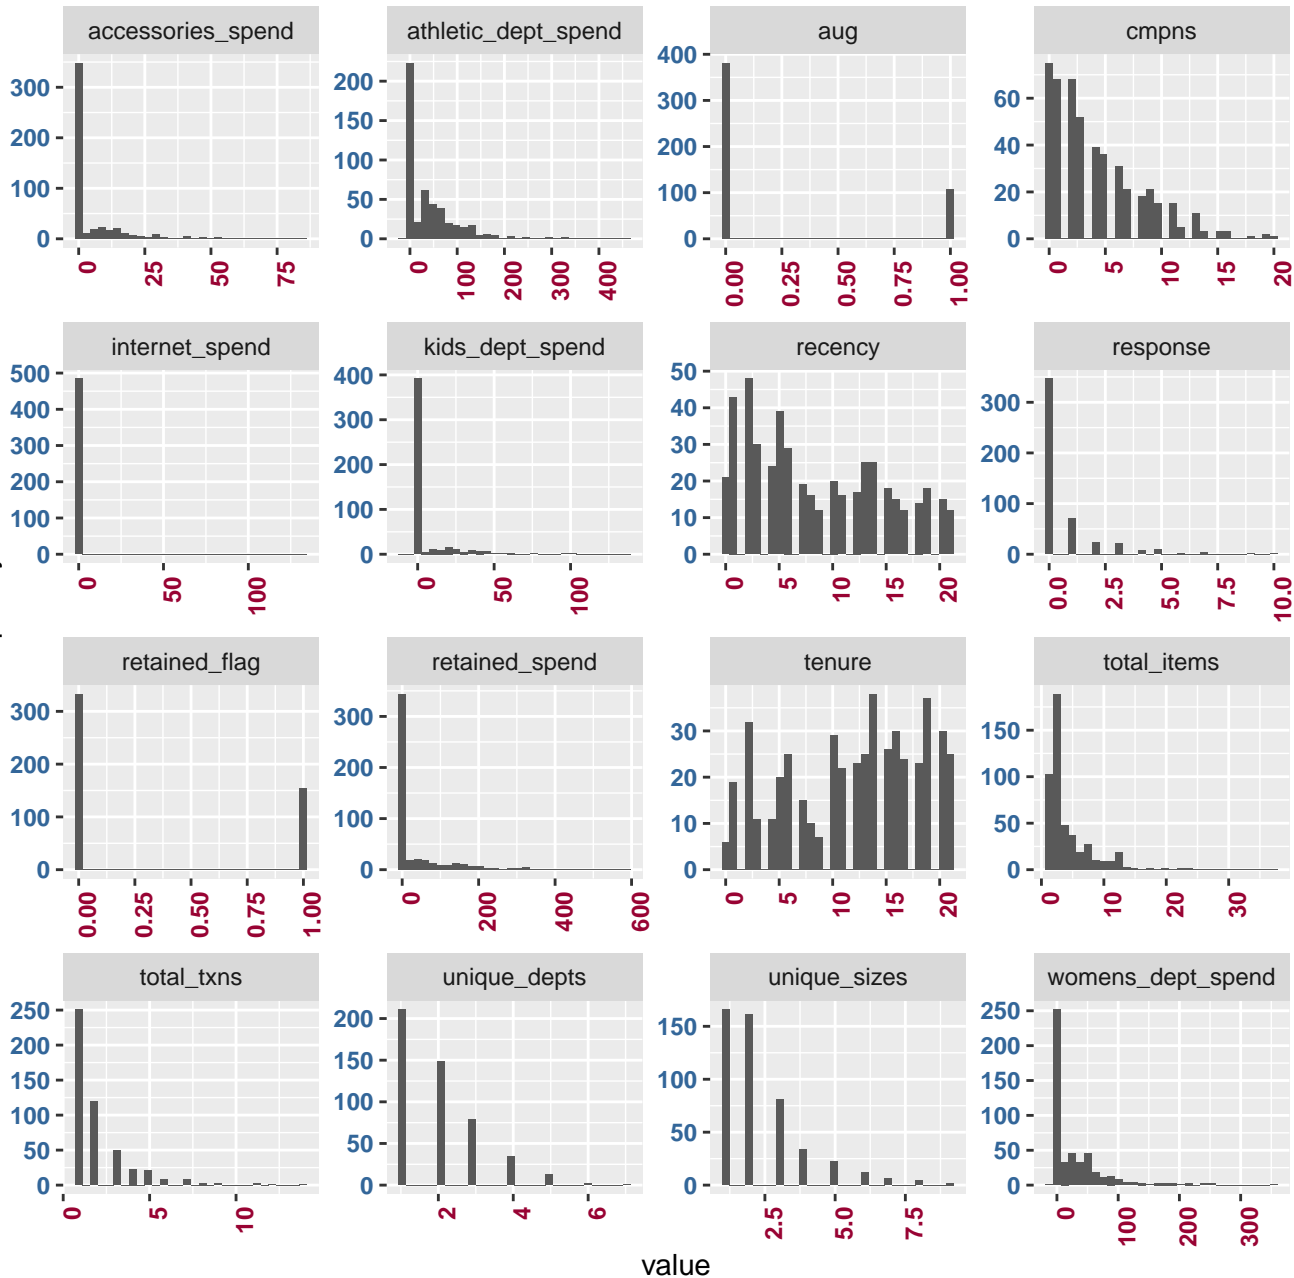 accessories_spend athletic_dept_spend aug cmpns
300 200 400 60
200 150 300 40
100 100 200 20
0 50 100 0
0 0
0 25 50 75 0 100 200 300 400 0.00 0.25 0.50 0.75 1.00 0 5 10 15 20
internet_spend kids_dept_spend recency response
500 400 50 300
400 300 40 200
300 200 30 100
200 100 20 0
100 0 10
0 0
0 50 100 0 50 100 0 5 10 15 20 0.0 2.5 5.0 7.5 10.0
retained_flag retained_spend tenure total_items
300 300 30 150
200 200 20 100
100 100 10 50
0 0 0 0
0.00 0.25 0.50 0.75 1.00 0 200 400 600 0 5 10 15 20 0 10 20 30
total_txns unique_depts unique_sizes womens_dept_spend
250 200 150 250
200 150 100 200
150 100 50 150
100 50 0 100
50 0 50
0 0
0 5 10 2 4 6 2.5 5.0 7.5 0 100 200 300
value